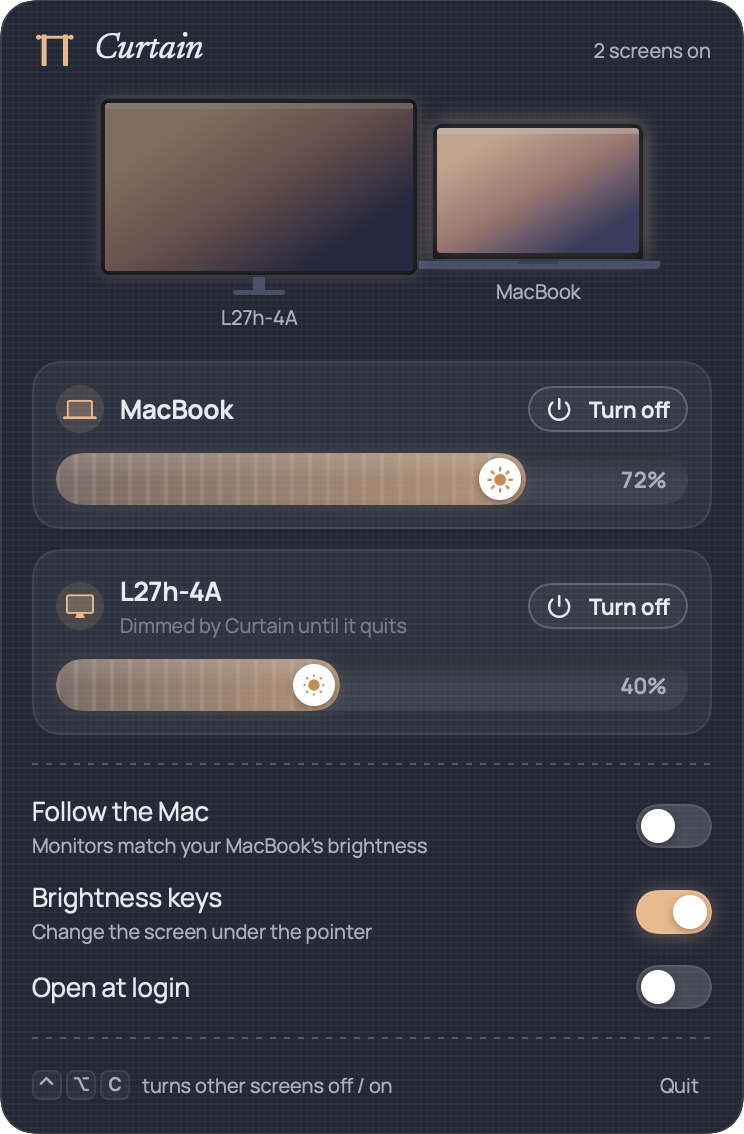 Curtain
2 screens on
L27h-4A
MacBook
MacBook
Turn off
72%
L27h-4A
Dimmed by Curtain until it quits
Turn off
40%
Follow the Mac
Monitors match your MacBook’s brightness
Brightness keys
Change the screen under the pointer
Open at login
⌃ ⌥ C turns other screens off / on
Quit